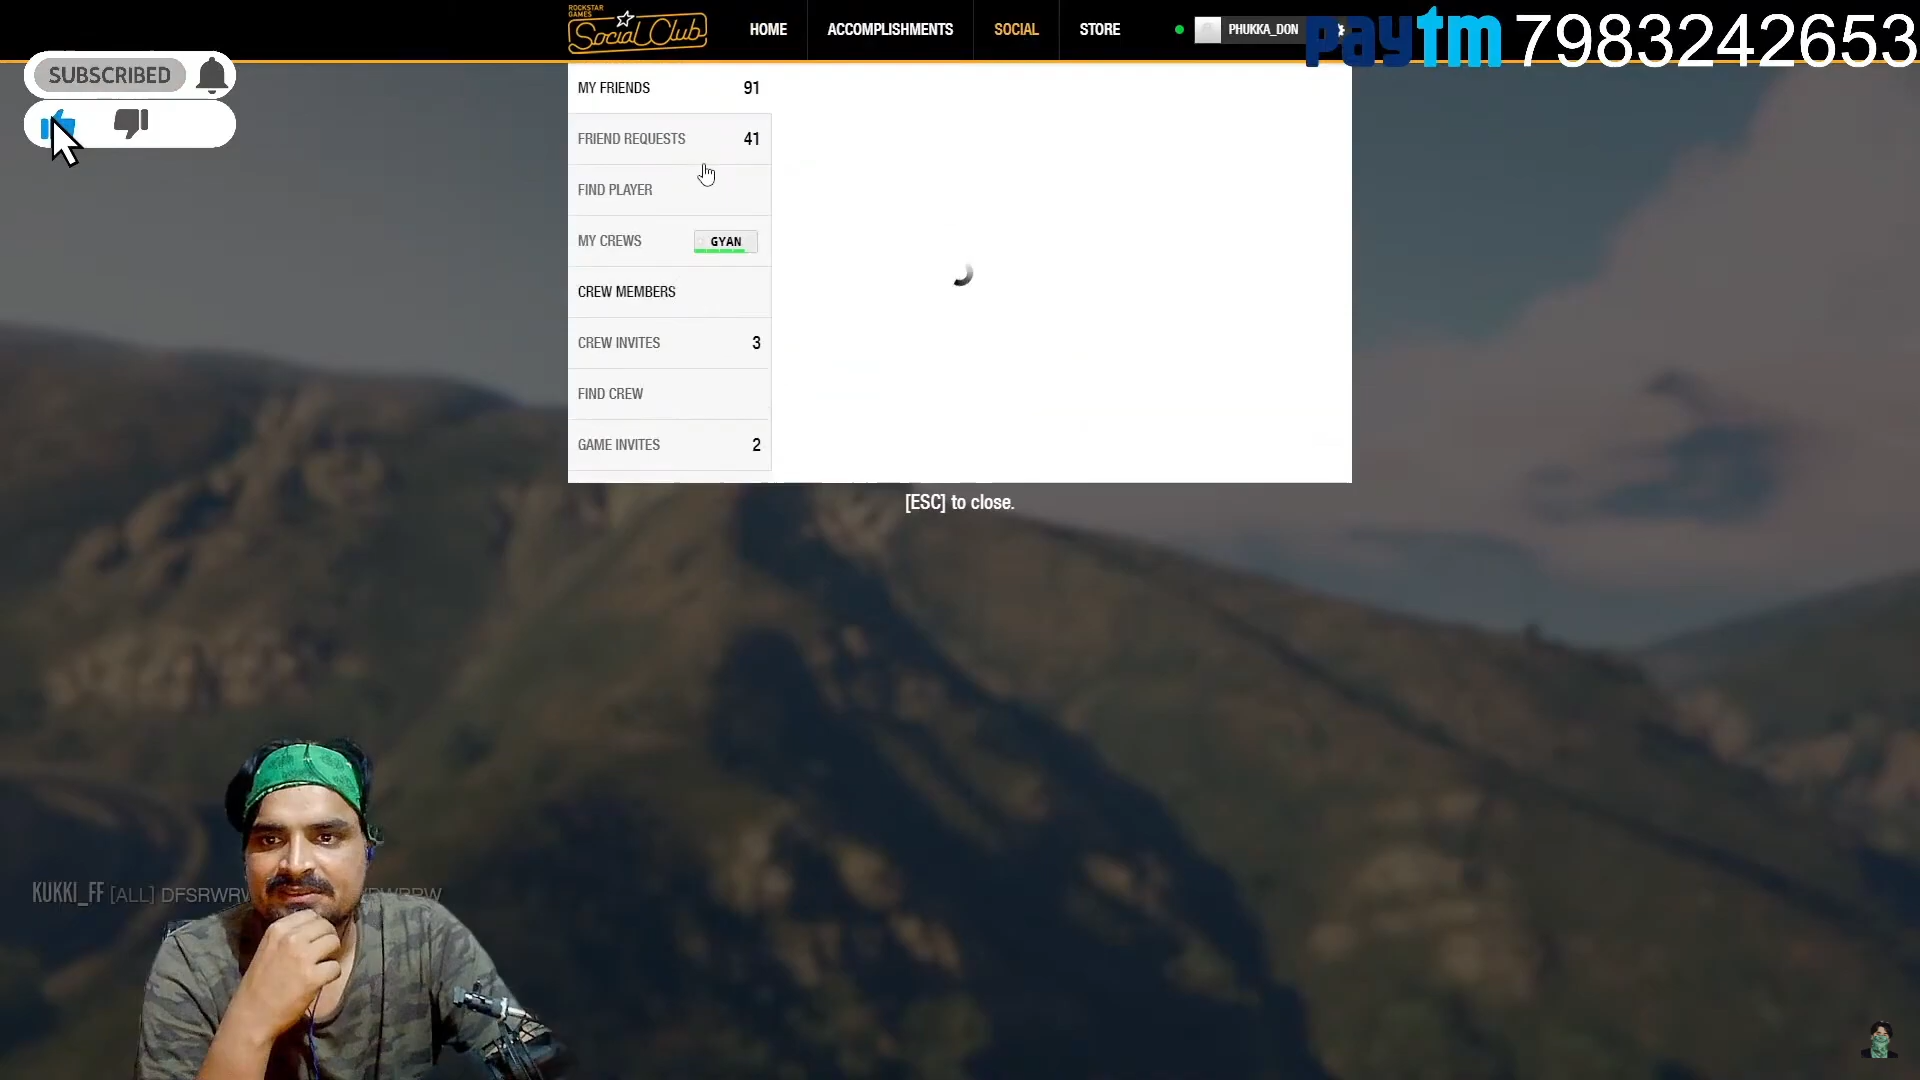 ROCKSTAR
GAMES
Social Club
HOME
ACCOMPLISHMENTS
SOCIAL
STORE
PHUKKA_DON
paytm 7983242653
SUBSCRIBED
MY FRIENDS 91
FRIEND REQUESTS 41
FIND PLAYER
MY CREWS GYAN
CREW MEMBERS
CREW INVITES 3
FIND CREW
GAME INVITES 2
[ESC] to close.
KUKKI_FF [ALL]